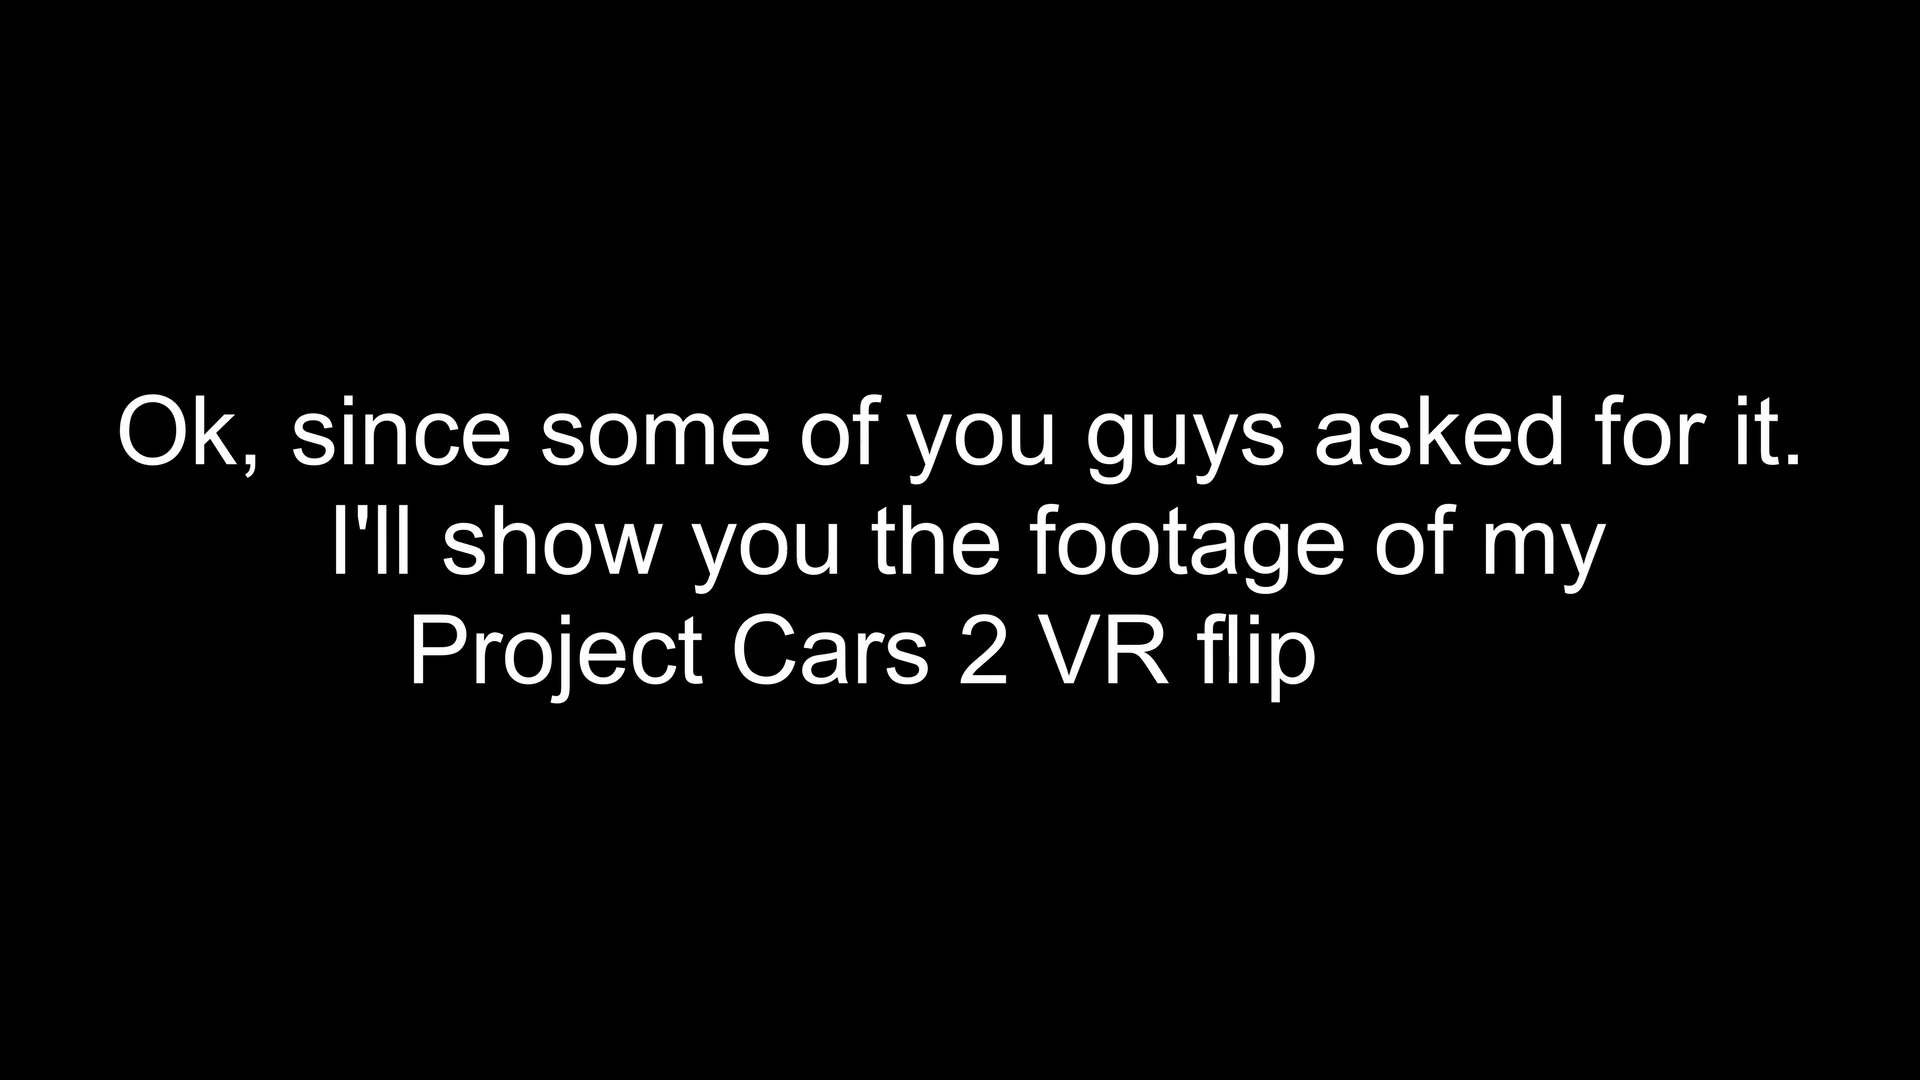 Ok, since some of you guys asked for it.
I'll show you the footage of my
Project Cars 2 VR flip